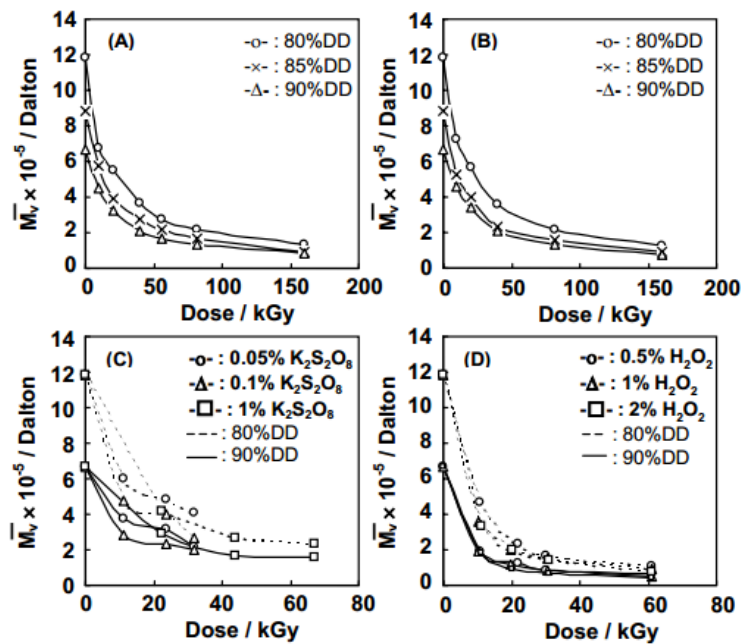 14
12
10
8
6
4
2
0
M̅v × 10⁻⁵ / Dalton
(A)
-o- : 80%DD
-×- : 85%DD
-Δ- : 90%DD
0 50 100 150 200
Dose / kGy
14
12
10
8
6
4
2
0
M̅v × 10⁻⁵ / Dalton
(B)
-o- : 80%DD
-×- : 85%DD
-Δ- : 90%DD
0 50 100 150 200
Dose / kGy
14
12
10
8
6
4
2
0
M̅v × 10⁻⁵ / Dalton
(C)
-o- : 0.05% K₂S₂O₈
-Δ- : 0.1% K₂S₂O₈
-□- : 1% K₂S₂O₈
---- : 80%DD
— : 90%DD
0 20 40 60 80
Dose / kGy
14
12
10
8
6
4
2
0
M̅v × 10⁻⁵ / Dalton
(D)
-o- : 0.5% H₂O₂
-Δ- : 1% H₂O₂
-□- : 2% H₂O₂
---- : 80%DD
— : 90%DD
0 20 40 60 80
Dose / kGy